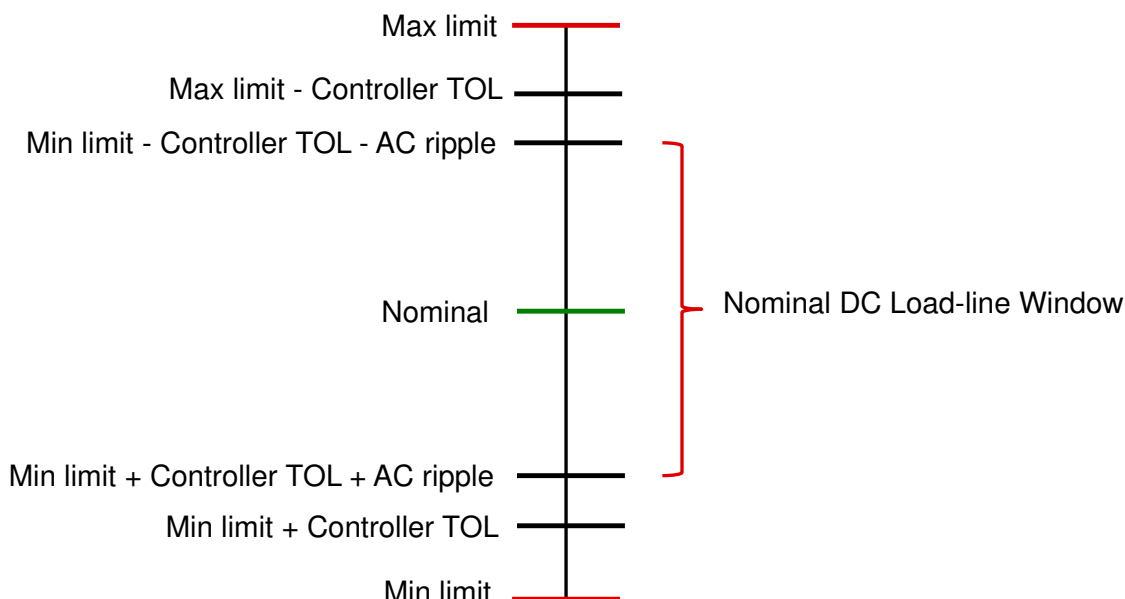 Max limit
Max limit - Controller TOL
Min limit - Controller TOL - AC ripple
Nominal
Nominal DC Load-line Window
Min limit + Controller TOL + AC ripple
Min limit + Controller TOL
Min limit